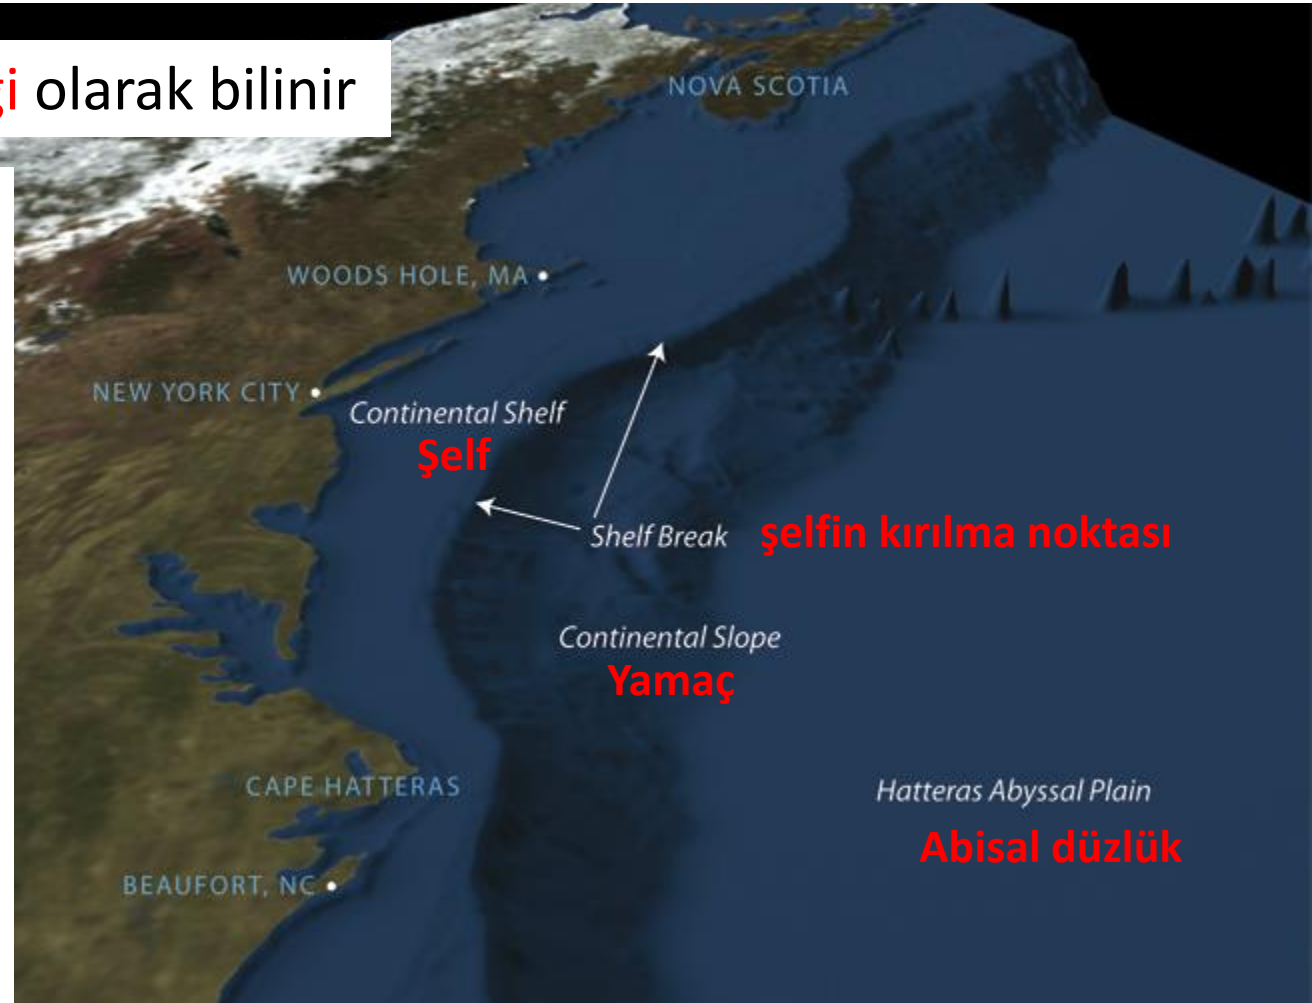 olarak bilinir
NOVA SCOTIA
WOODS HOLE, MA
NEW YORK CITY
Continental Shelf
Şelf
Shelf Break şelfin kırılma noktası
Continental Slope
Yamaç
CAPE HATTERAS
Hatteras Abyssal Plain
Abisal düzlük
BEAUFORT, NC